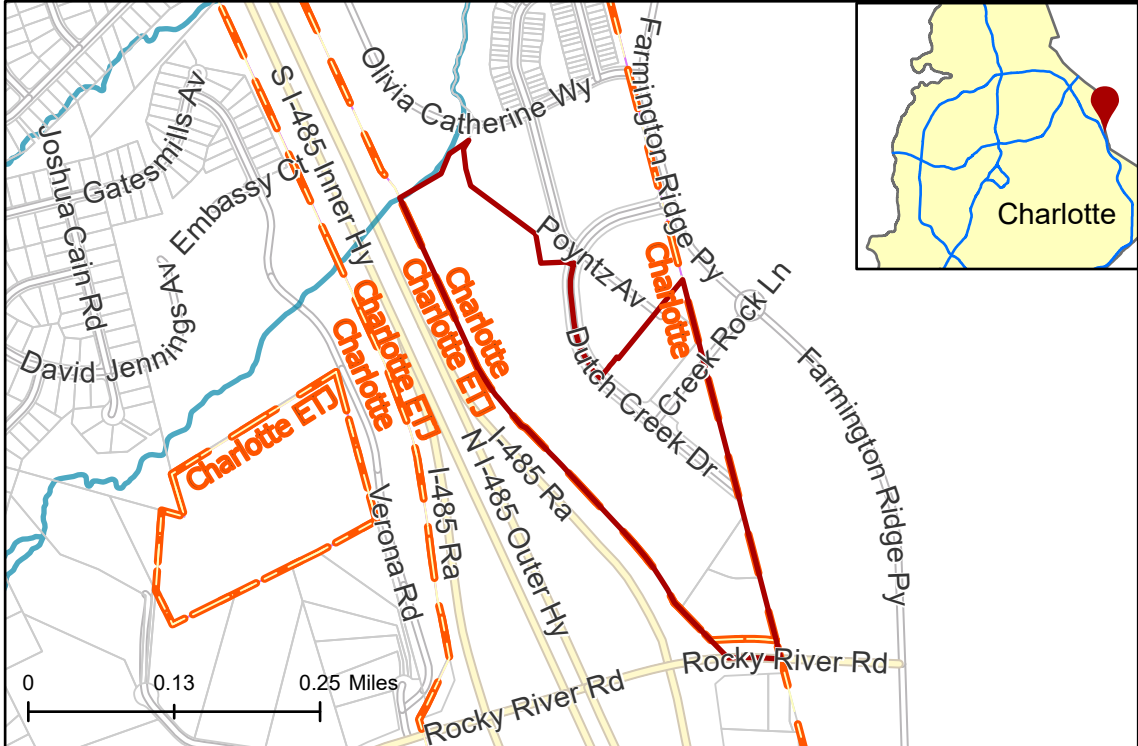 Olivia Catherine Wy
Farmington Ridge Py
S I-485 Inner Hy
Joshua Cain Rd
Gatesmills Av
Embassy Ct
David Jennings Av
Poyntz Av
Charlotte
Charlotte
Charlotte ETJ
Charlotte ETJ
Charlotte
Creek Rock Ln
Dutch Creek Dr
Farmington Ridge Py
Charlotte ETJ
I-485 Ra
N I-485 Outer Hy
I-485 Ra
Verona Rd
Rocky River Rd
Rocky River Rd
0 0.13 0.25 Miles
Charlotte